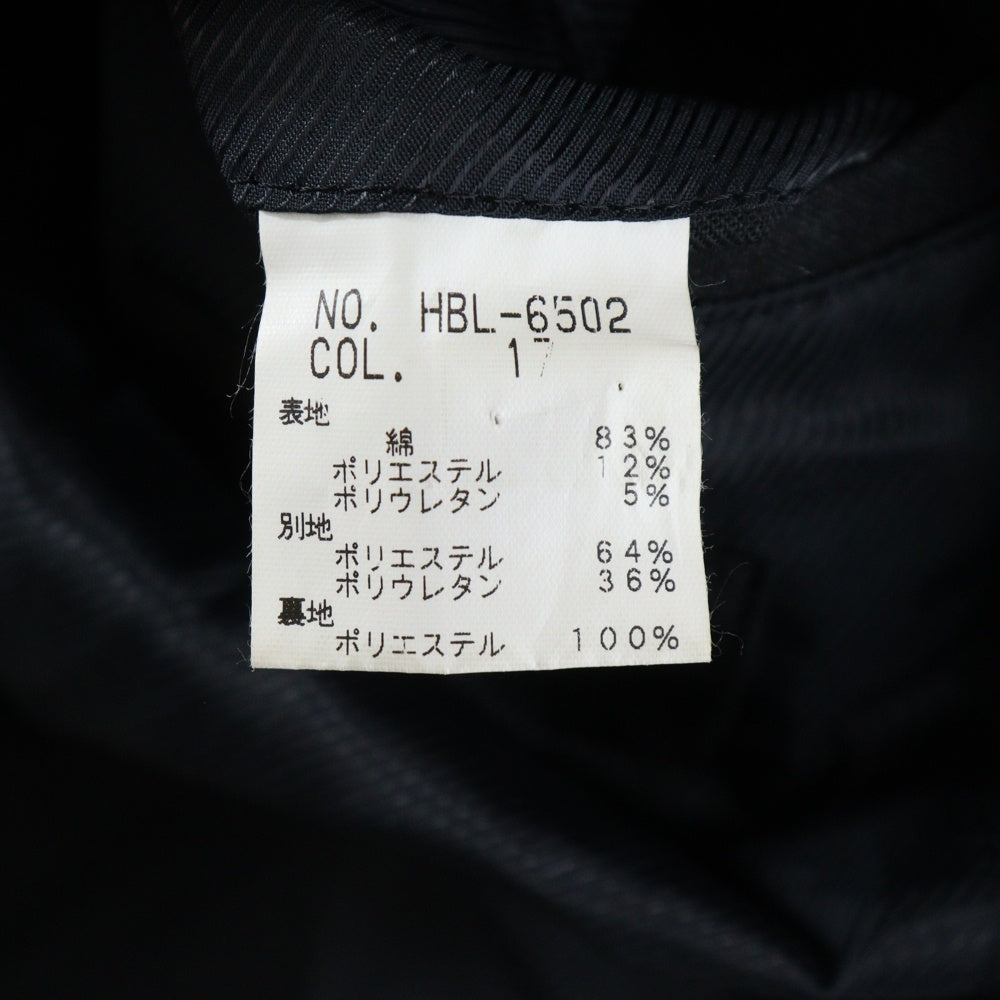 NO. HBL-6502
COL. 17
表地
綿 83%
ポリエステル 12%
ポリウレタン 5%
別地
ポリエステル 64%
ポリウレタン 36%
裏地
ポリエステル 100%